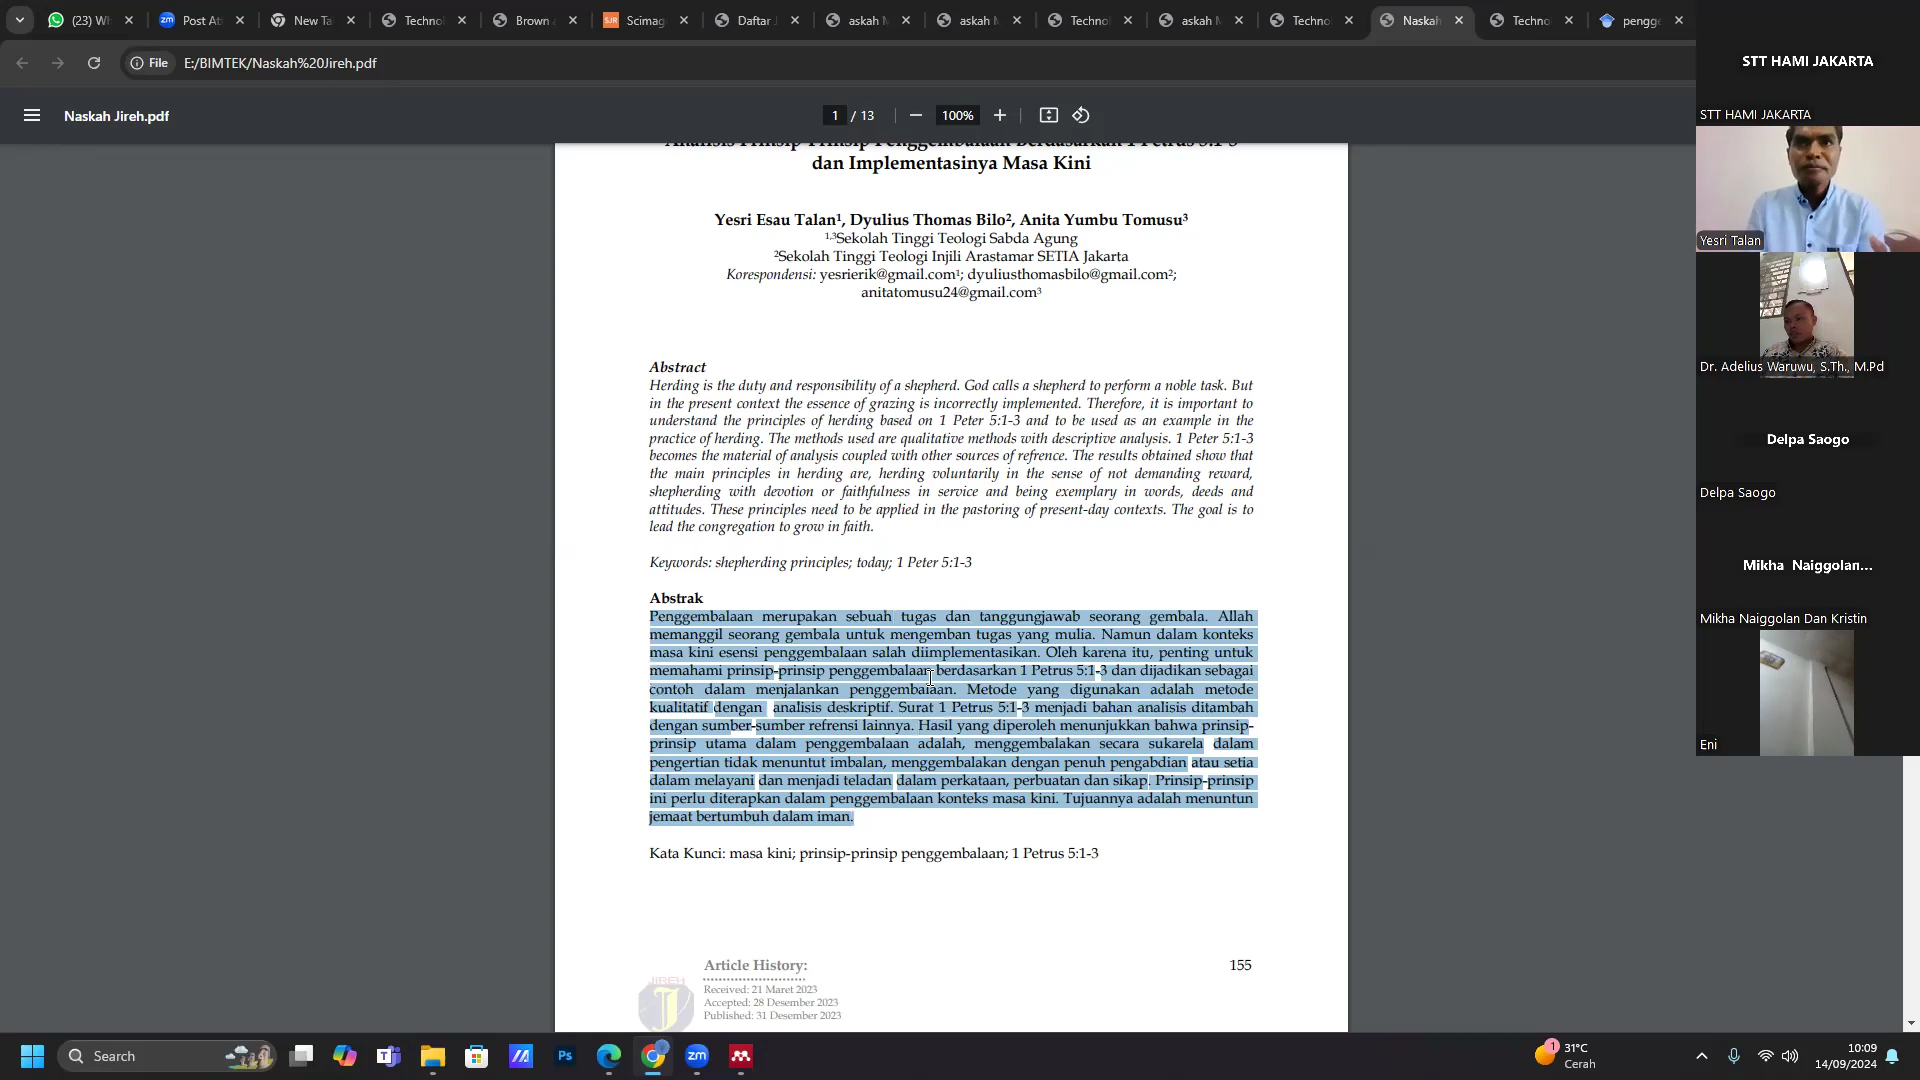 (23) Wh
Post At
New Ta
Technol
Brown a
SJR
Scimag
Daftar J
askah M
askah M
Techno
askah M
Techno
Naskah
Techno
pengge
File
E:/BIMTEK/Naskah%20Jireh.pdf
Naskah Jireh.pdf
1 / 13
100%
Analisis Prinsip-Prinsip Penggembalaan Berdasarkan 1 Petrus 5:1-3
dan Implementasinya Masa Kini
Yesri Esau Talan¹, Dyulius Thomas Bilo², Anita Yumbu Tomusu³
¹,³Sekolah Tinggi Teologi Sabda Agung
²Sekolah Tinggi Teologi Injili Arastamar SETIA Jakarta
Korespondensi: yesrierik@gmail.com¹; dyuliusthomasbilo@gmail.com²;
anitatomusu24@gmail.com³
Abstract
Herding is the duty and responsibility of a shepherd. God calls a shepherd to perform a noble task. But
in the present context the essence of grazing is incorrectly implemented. Therefore, it is important to
understand the principles of herding based on 1 Peter 5:1-3 and to be used as an example in the
practice of herding. The methods used are qualitative methods with descriptive analysis. 1 Peter 5:1-3
becomes the material of analysis coupled with other sources of refrence. The results obtained show that
the main principles in herding are, herding voluntarily in the sense of not demanding reward,
shepherding with devotion or faithfulness in service and being exemplary in words, deeds and
attitudes. These principles need to be applied in the pastoring of present-day contexts. The goal is to
lead the congregation to grow in faith.
Keywords: shepherding principles; today; 1 Peter 5:1-3
Abstrak
Penggembalaan merupakan sebuah tugas dan tanggungjawab seorang gembala. Allah
memanggil seorang gembala untuk mengemban tugas yang mulia. Namun dalam konteks
masa kini esensi penggembalaan salah diimplementasikan. Oleh karena itu, penting untuk
memahami prinsip-prinsip penggembalaan berdasarkan 1 Petrus 5:1-3 dan dijadikan sebagai
contoh dalam menjalankan penggembalaan. Metode yang digunakan adalah metode
kualitatif dengan analisis deskriptif. Surat 1 Petrus 5:1-3 menjadi bahan analisis ditambah
dengan sumber-sumber refrensi lainnya. Hasil yang diperoleh menunjukkan bahwa prinsip-
prinsip utama dalam penggembalaan adalah, menggembalakan secara sukarela dalam
pengertian tidak menuntut imbalan, menggembalakan dengan penuh pengabdian atau setia
dalam melayani dan menjadi teladan dalam perkataan, perbuatan dan sikap. Prinsip-prinsip
ini perlu diterapkan dalam penggembalaan konteks masa kini. Tujuannya adalah menuntun
jemaat bertumbuh dalam iman.
Kata Kunci: masa kini; prinsip-prinsip penggembalaan; 1 Petrus 5:1-3
Article History:
155
JIREH
Received: 21 Maret 2023
Accepted: 28 Desember 2023
Published: 31 Desember 2023
STT HAMI JAKARTA
STT HAMI JAKARTA
Yesri Talan
Dr. Adelius Waruwu, S.Th., M.Pd
Delpa Saogo
Delpa Saogo
Mikha Naiggolan...
Mikha Naiggolan Dan Kristin
Eni
Search
Ps
zm
1
31°C
Cerah
10:09
14/09/2024